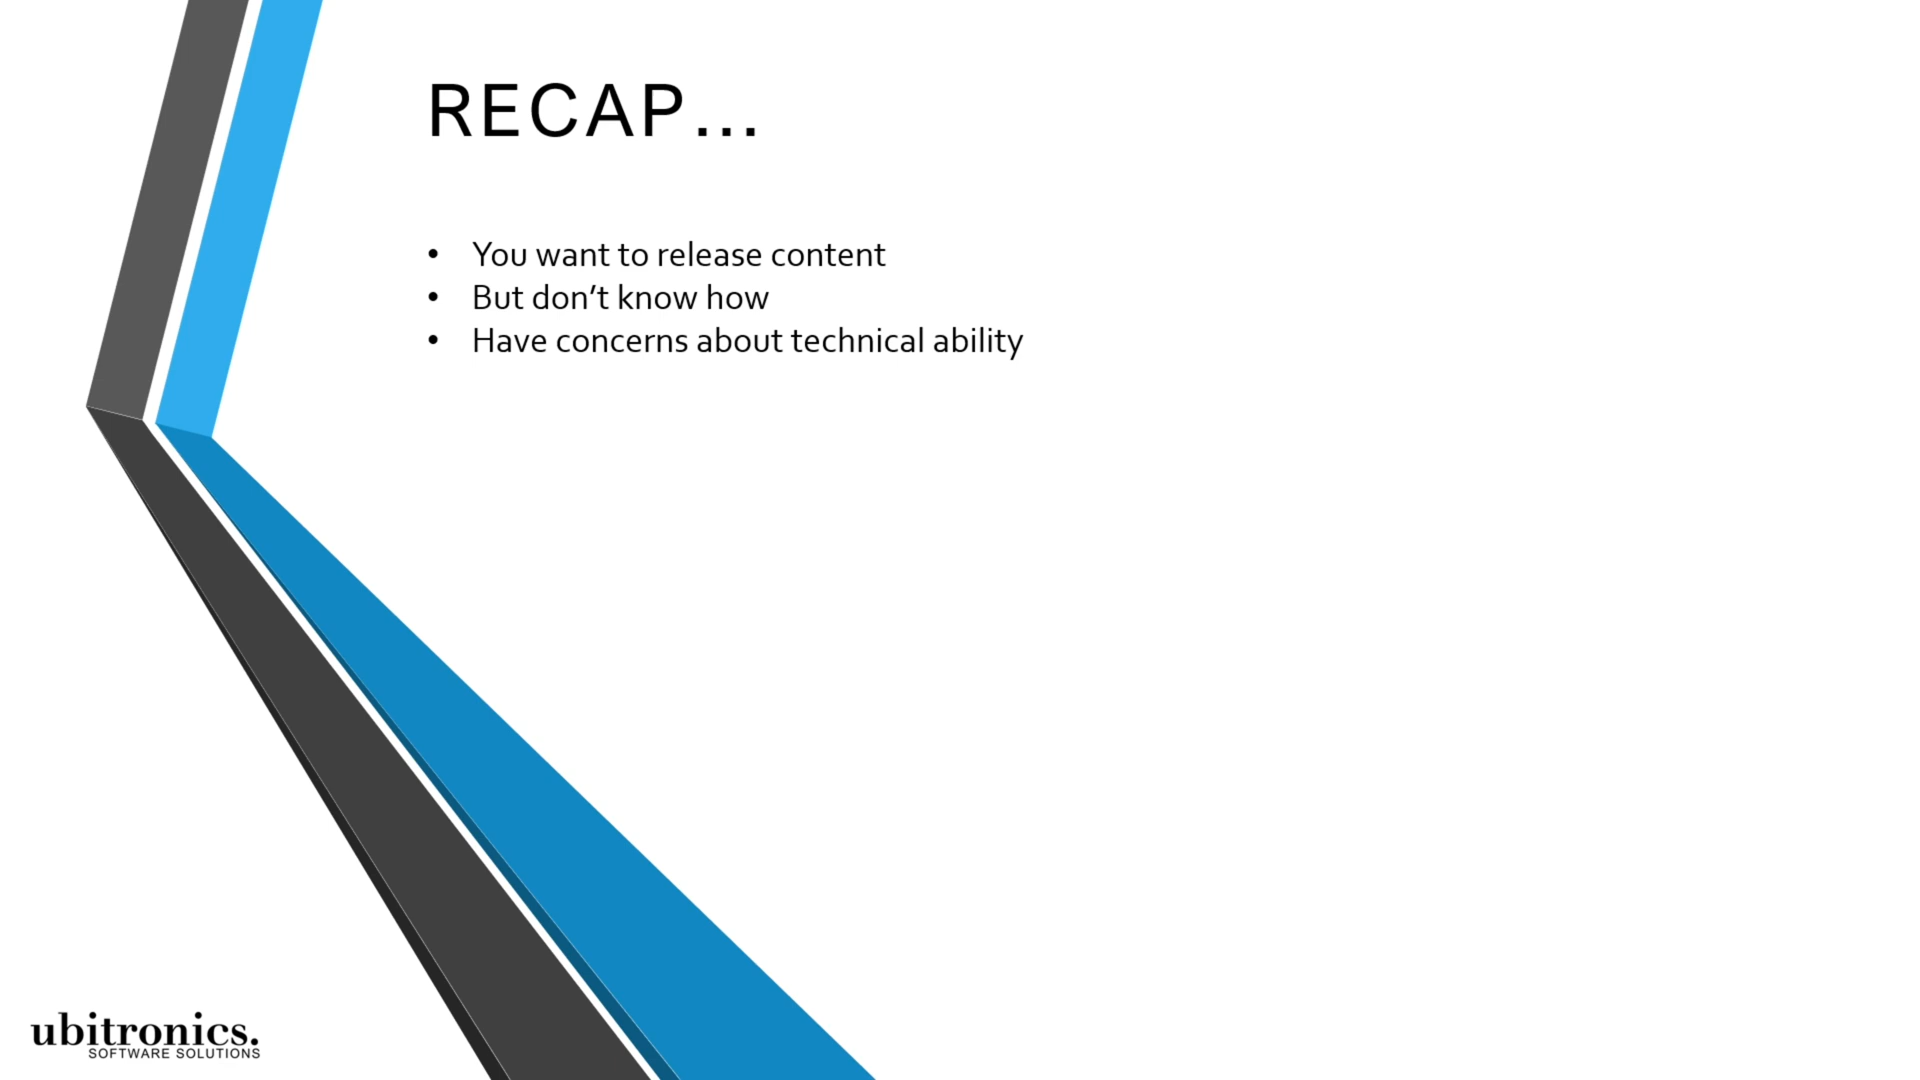 RECAP...
• You want to release content
• But don’t know how
• Have concerns about technical ability
ubitronics.
SOFTWARE SOLUTIONS